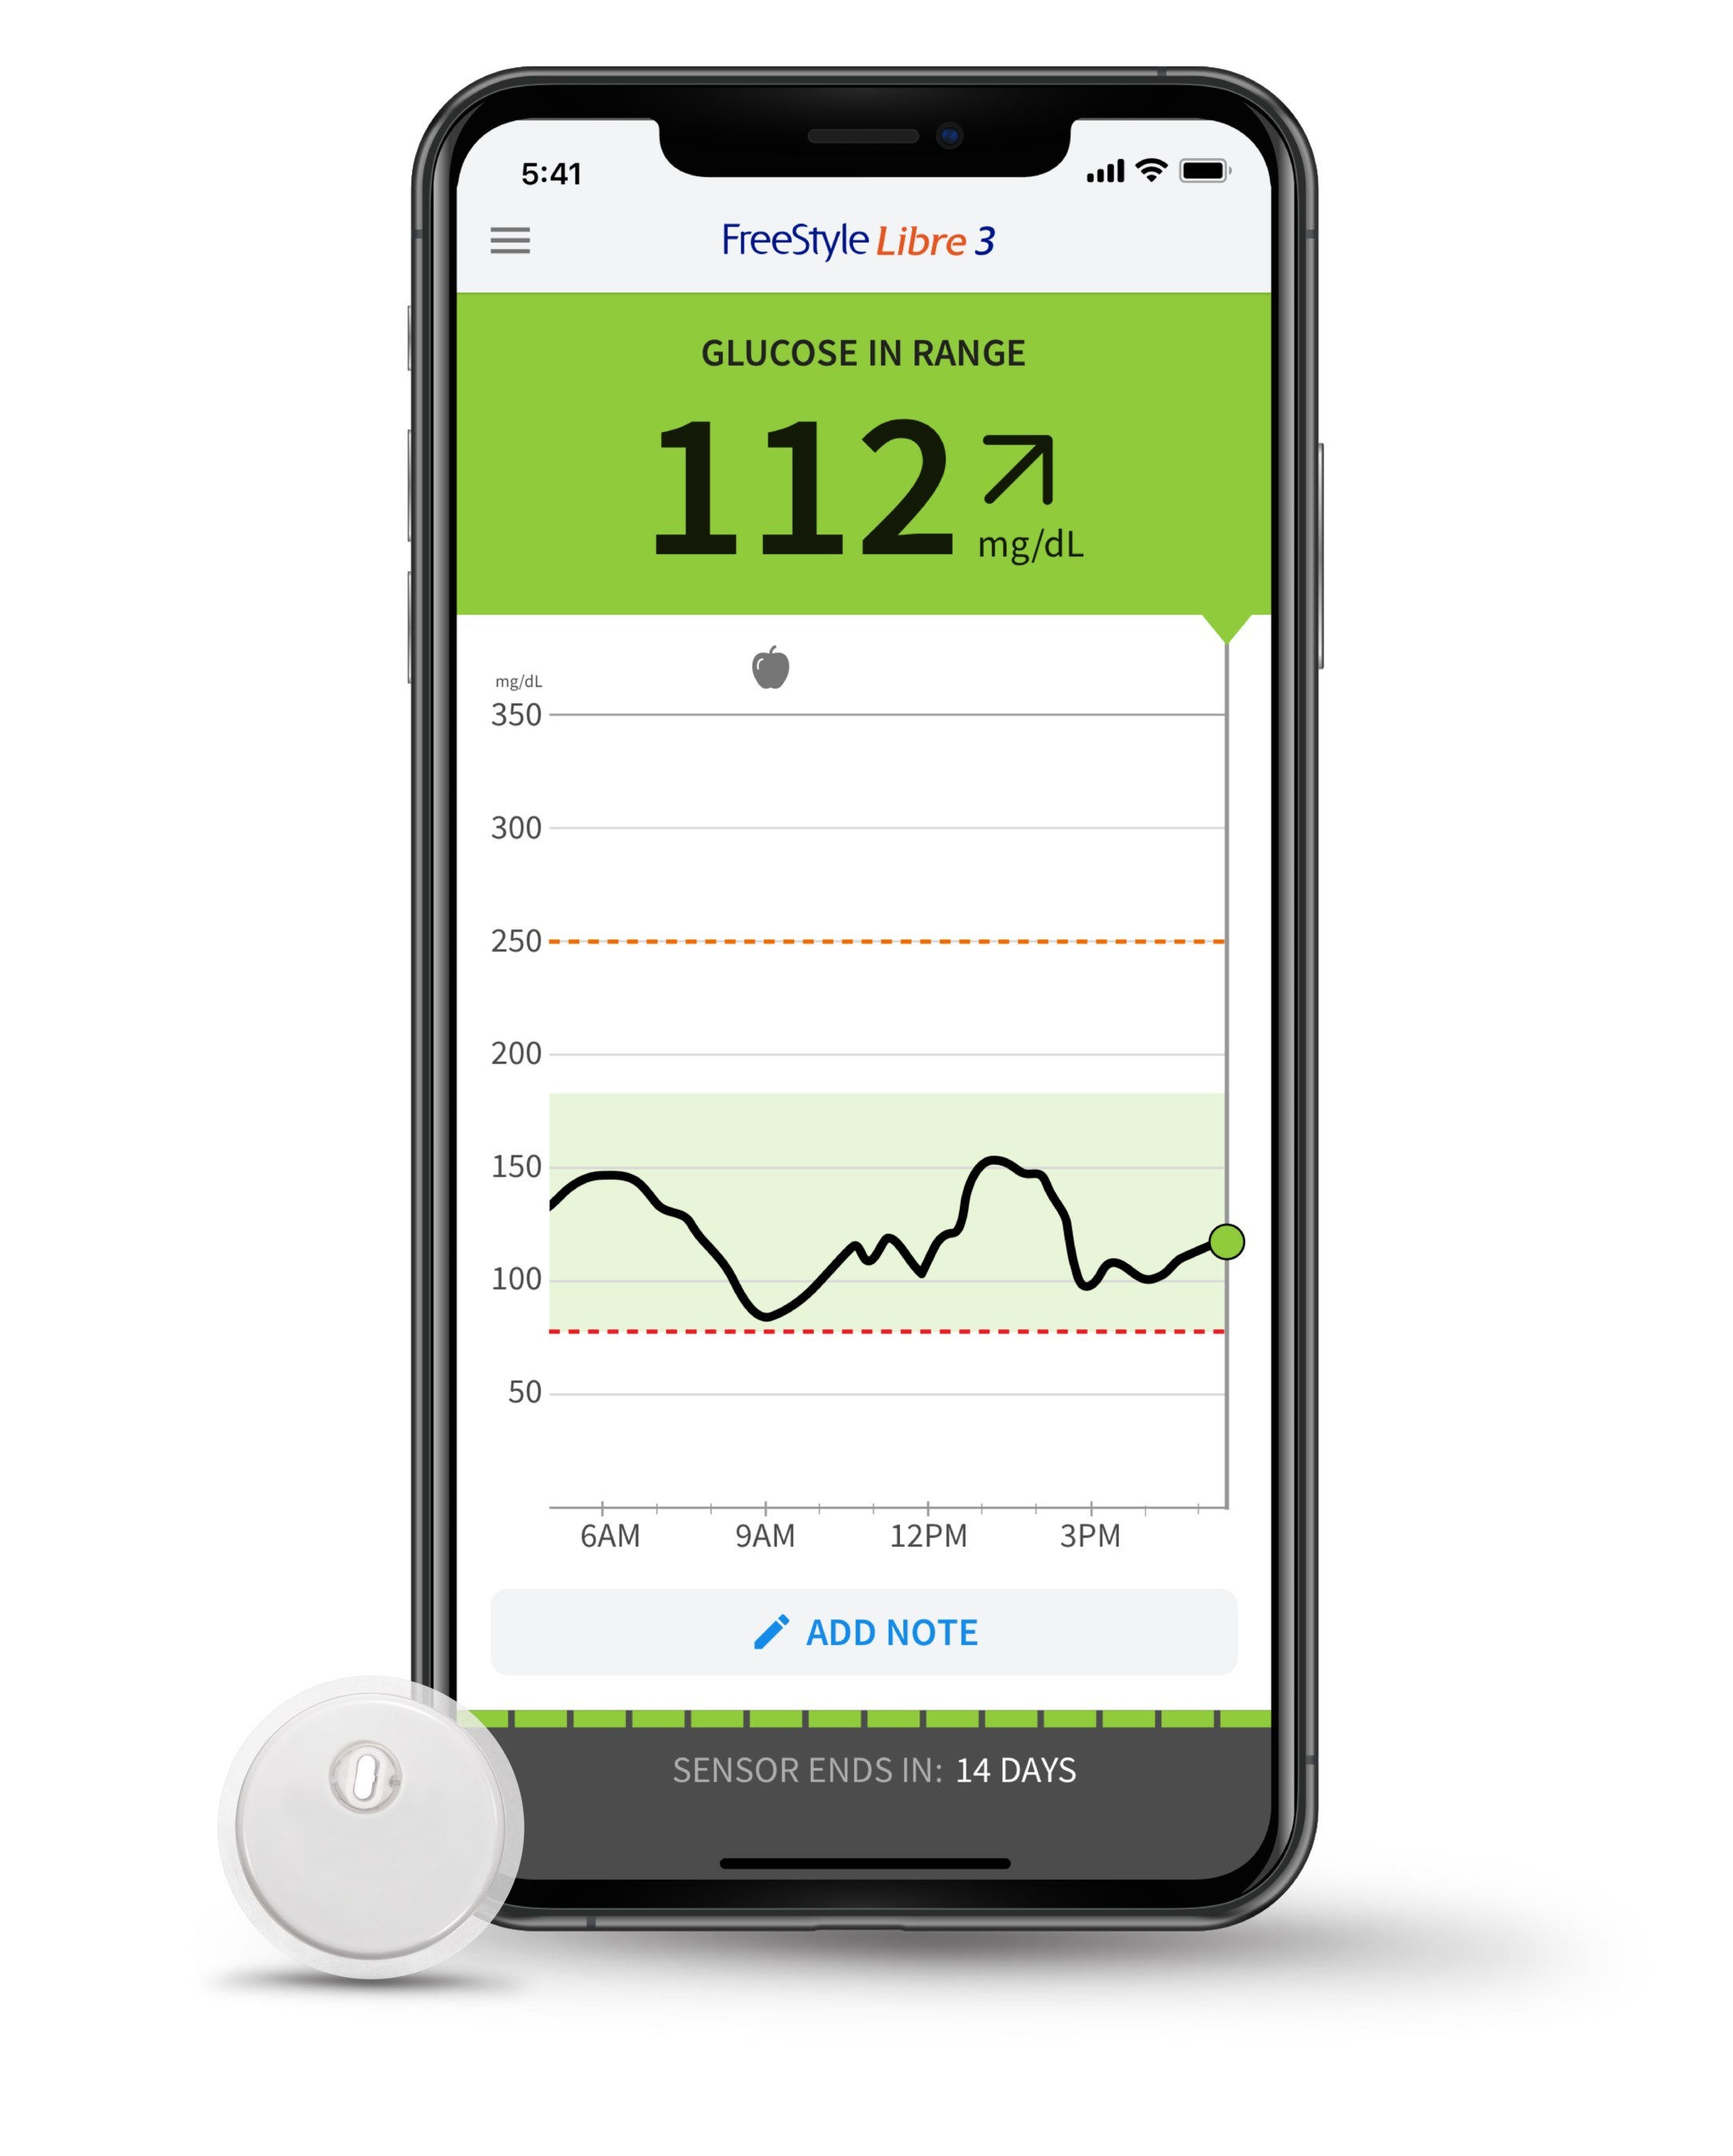 5:41
FreeStyle Libre 3
GLUCOSE IN RANGE
112
mg/dL
mg/dL
350
300
250
200
150
100
50
6AM 9AM 12PM 3PM
ADD NOTE
SENSOR ENDS IN: 14 DAYS